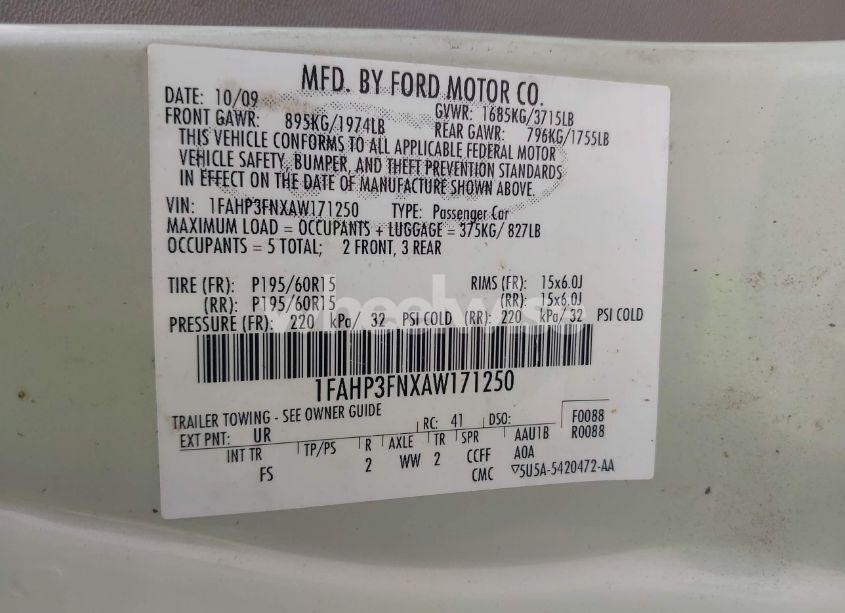 MFD. BY FORD MOTOR CO.
DATE: 10/09 GVWR: 1685KG/3715LB
FRONT GAWR: 895KG/1974LB REAR GAWR: 796KG/1755LB
THIS VEHICLE CONFORMS TO ALL APPLICABLE FEDERAL MOTOR
VEHICLE SAFETY, BUMPER, AND THEFT PREVENTION STANDARDS
IN EFFECT ON THE DATE OF MANUFACTURE SHOWN ABOVE.
VIN: 1FAHP3FNXAW171250 TYPE: Passenger Car
MAXIMUM LOAD = OCCUPANTS + LUGGAGE = 375KG/ 827LB
OCCUPANTS = 5 TOTAL; 2 FRONT, 3 REAR
TIRE (FR): P195/60R15 RIMS (FR): 15x6.0J
(RR): P195/60R15 (RR): 15x6.0J
PRESSURE (FR): 220 kPa/ 32 PSI COLD (RR): 220 kPa/ 32 PSI COLD
1FAHP3FNXAW171250
TRAILER TOWING - SEE OWNER GUIDE
EXT PNT: UR RC: 41 DSO: F0088
R0088
INT TR TP/PS R AXLE TR SPR AAU1B
FS 2 WW 2 CCFF A0A
CMC ▽5U5A-5420472-AA